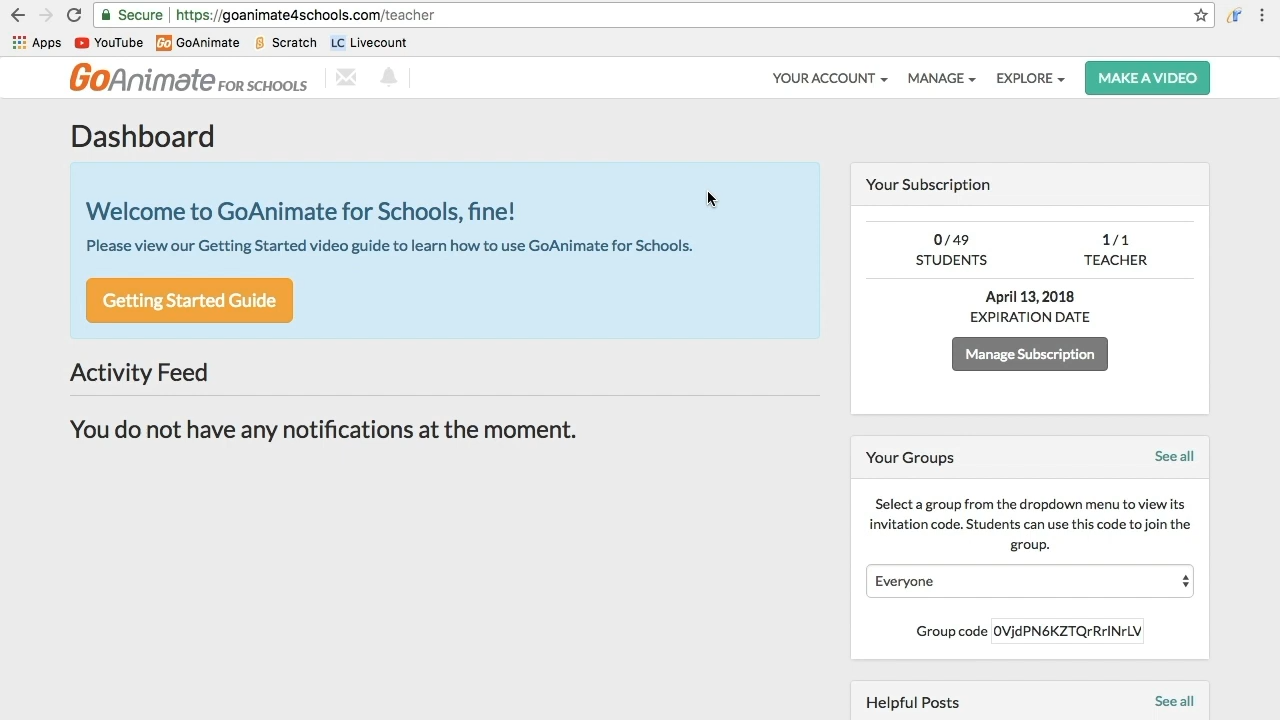 Secure https://goanimate4schools.com/teacher
Apps YouTube Go GoAnimate Scratch LC Livecount
GoAnimate FOR SCHOOLS YOUR ACCOUNT MANAGE EXPLORE MAKE A VIDEO
Dashboard
Welcome to GoAnimate for Schools, fine!
Please view our Getting Started video guide to learn how to use GoAnimate for Schools.
Getting Started Guide
Activity Feed
You do not have any notifications at the moment.
Your Subscription
0 / 49 1 / 1
STUDENTS TEACHER
April 13, 2018
EXPIRATION DATE
Manage Subscription
Your Groups See all
Select a group from the dropdown menu to view its
invitation code. Students can use this code to join the
group.
Everyone
Group code 0VjdPN6KZTQrRrlNrLV
Helpful Posts See all